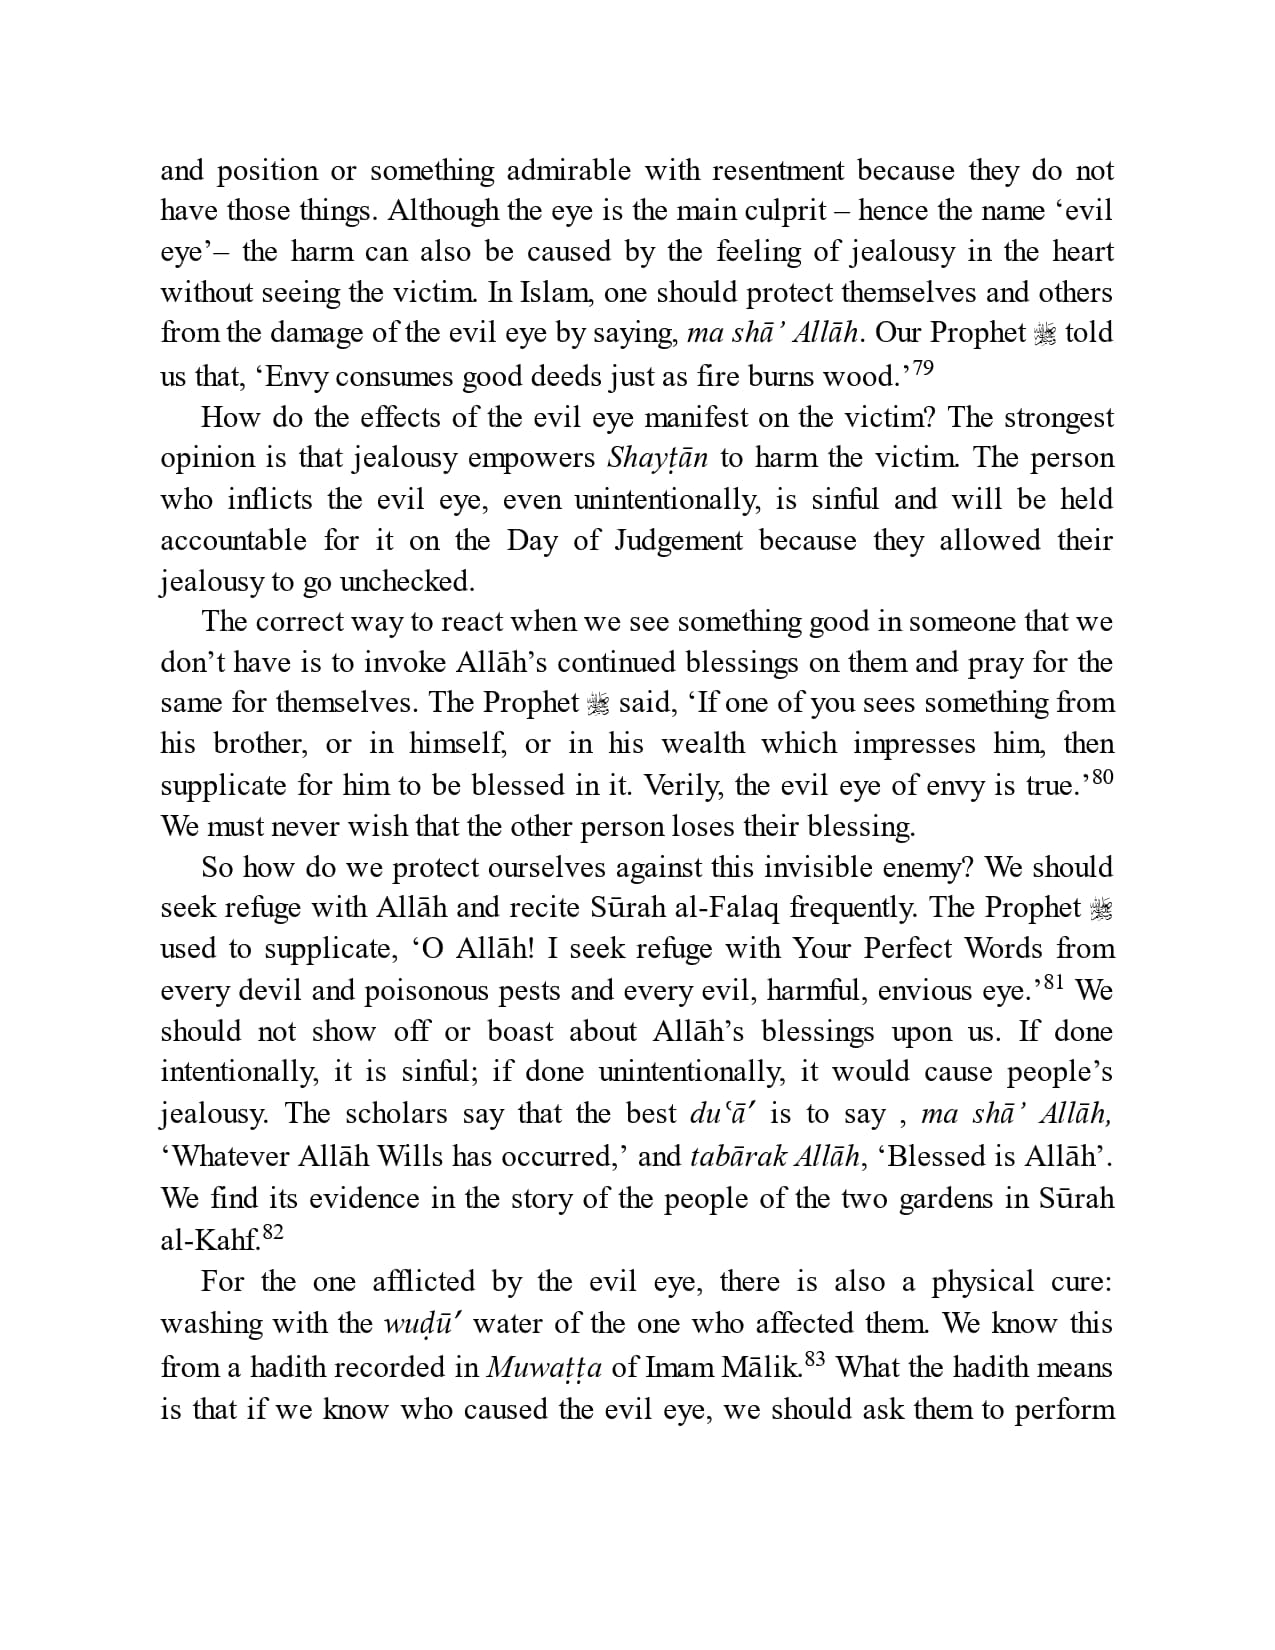 and position or something admirable with resentment because they do not
have those things. Although the eye is the main culprit – hence the name ‘evil
eye’– the harm can also be caused by the feeling of jealousy in the heart
without seeing the victim. In Islam, one should protect themselves and others
from the damage of the evil eye by saying, ma shā’ Allāh. Our Prophet ﷺ told
us that, ‘Envy consumes good deeds just as fire burns wood.’79
How do the effects of the evil eye manifest on the victim? The strongest
opinion is that jealousy empowers Shayṭān to harm the victim. The person
who inflicts the evil eye, even unintentionally, is sinful and will be held
accountable for it on the Day of Judgement because they allowed their
jealousy to go unchecked.
The correct way to react when we see something good in someone that we
don’t have is to invoke Allāh’s continued blessings on them and pray for the
same for themselves. The Prophet ﷺ said, ‘If one of you sees something from
his brother, or in himself, or in his wealth which impresses him, then
supplicate for him to be blessed in it. Verily, the evil eye of envy is true.’80
We must never wish that the other person loses their blessing.
So how do we protect ourselves against this invisible enemy? We should
seek refuge with Allāh and recite Sūrah al-Falaq frequently. The Prophet ﷺ
used to supplicate, ‘O Allāh! I seek refuge with Your Perfect Words from
every devil and poisonous pests and every evil, harmful, envious eye.’81 We
should not show off or boast about Allāh’s blessings upon us. If done
intentionally, it is sinful; if done unintentionally, it would cause people’s
jealousy. The scholars say that the best duʿāʹ is to say , ma shā’ Allāh,
‘Whatever Allāh Wills has occurred,’ and tabārak Allāh, ‘Blessed is Allāh’.
We find its evidence in the story of the people of the two gardens in Sūrah
al-Kahf.82
For the one afflicted by the evil eye, there is also a physical cure:
washing with the wuḍūʹ water of the one who affected them. We know this
from a hadith recorded in Muwaṭṭa of Imam Mālik.83 What the hadith means
is that if we know who caused the evil eye, we should ask them to perform